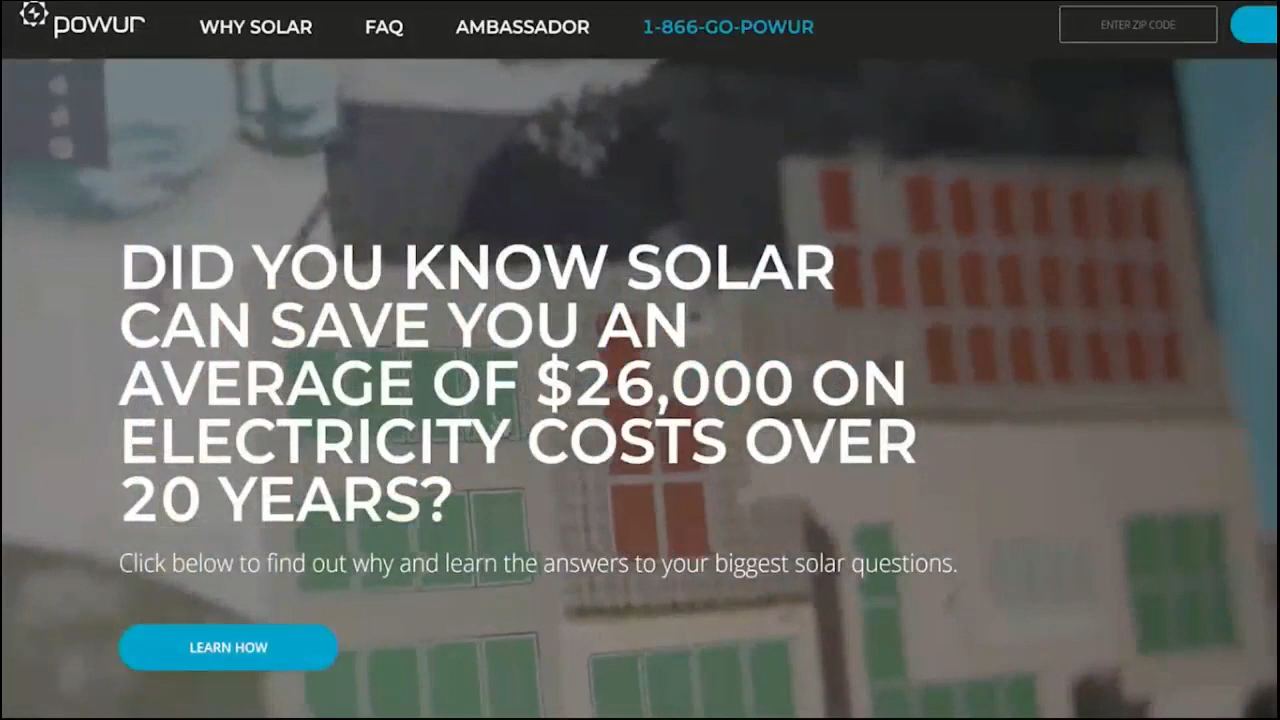 powur
WHY SOLAR
FAQ
AMBASSADOR
1-866-GO-POWUR
ENTER ZIP CODE
DID YOU KNOW SOLAR
CAN SAVE YOU AN
AVERAGE OF $26,000 ON
ELECTRICITY COSTS OVER
20 YEARS?
Click below to find out why and learn the answers to your biggest solar questions.
LEARN HOW